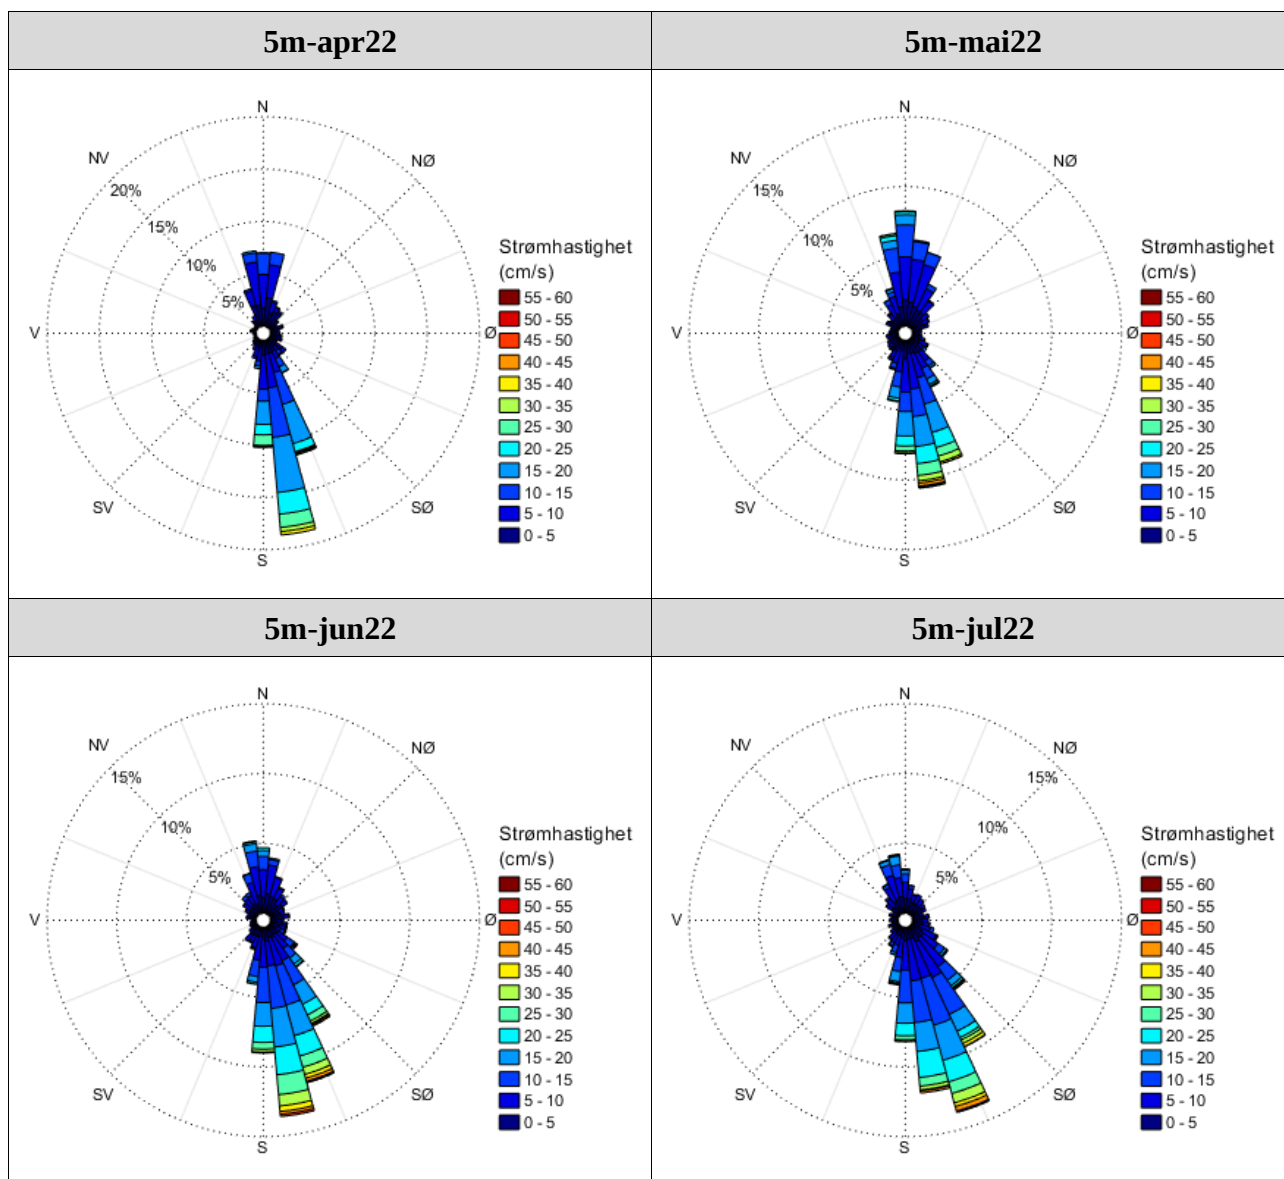 5m-apr22
5m-mai22
N
NV
NØ
20%
15%
10%
5%
V
Ø
SV
SØ
S
Strømhastighet
(cm/s)
55 - 60
50 - 55
45 - 50
40 - 45
35 - 40
30 - 35
25 - 30
20 - 25
15 - 20
10 - 15
5 - 10
0 - 5
N
NV
NØ
15%
10%
5%
V
Ø
SV
SØ
S
Strømhastighet
(cm/s)
55 - 60
50 - 55
45 - 50
40 - 45
35 - 40
30 - 35
25 - 30
20 - 25
15 - 20
10 - 15
5 - 10
0 - 5
5m-jun22
5m-jul22
N
NV
NØ
15%
10%
5%
V
Ø
SV
SØ
S
Strømhastighet
(cm/s)
55 - 60
50 - 55
45 - 50
40 - 45
35 - 40
30 - 35
25 - 30
20 - 25
15 - 20
10 - 15
5 - 10
0 - 5
N
NV
NØ
15%
10%
5%
V
Ø
SV
SØ
S
Strømhastighet
(cm/s)
55 - 60
50 - 55
45 - 50
40 - 45
35 - 40
30 - 35
25 - 30
20 - 25
15 - 20
10 - 15
5 - 10
0 - 5